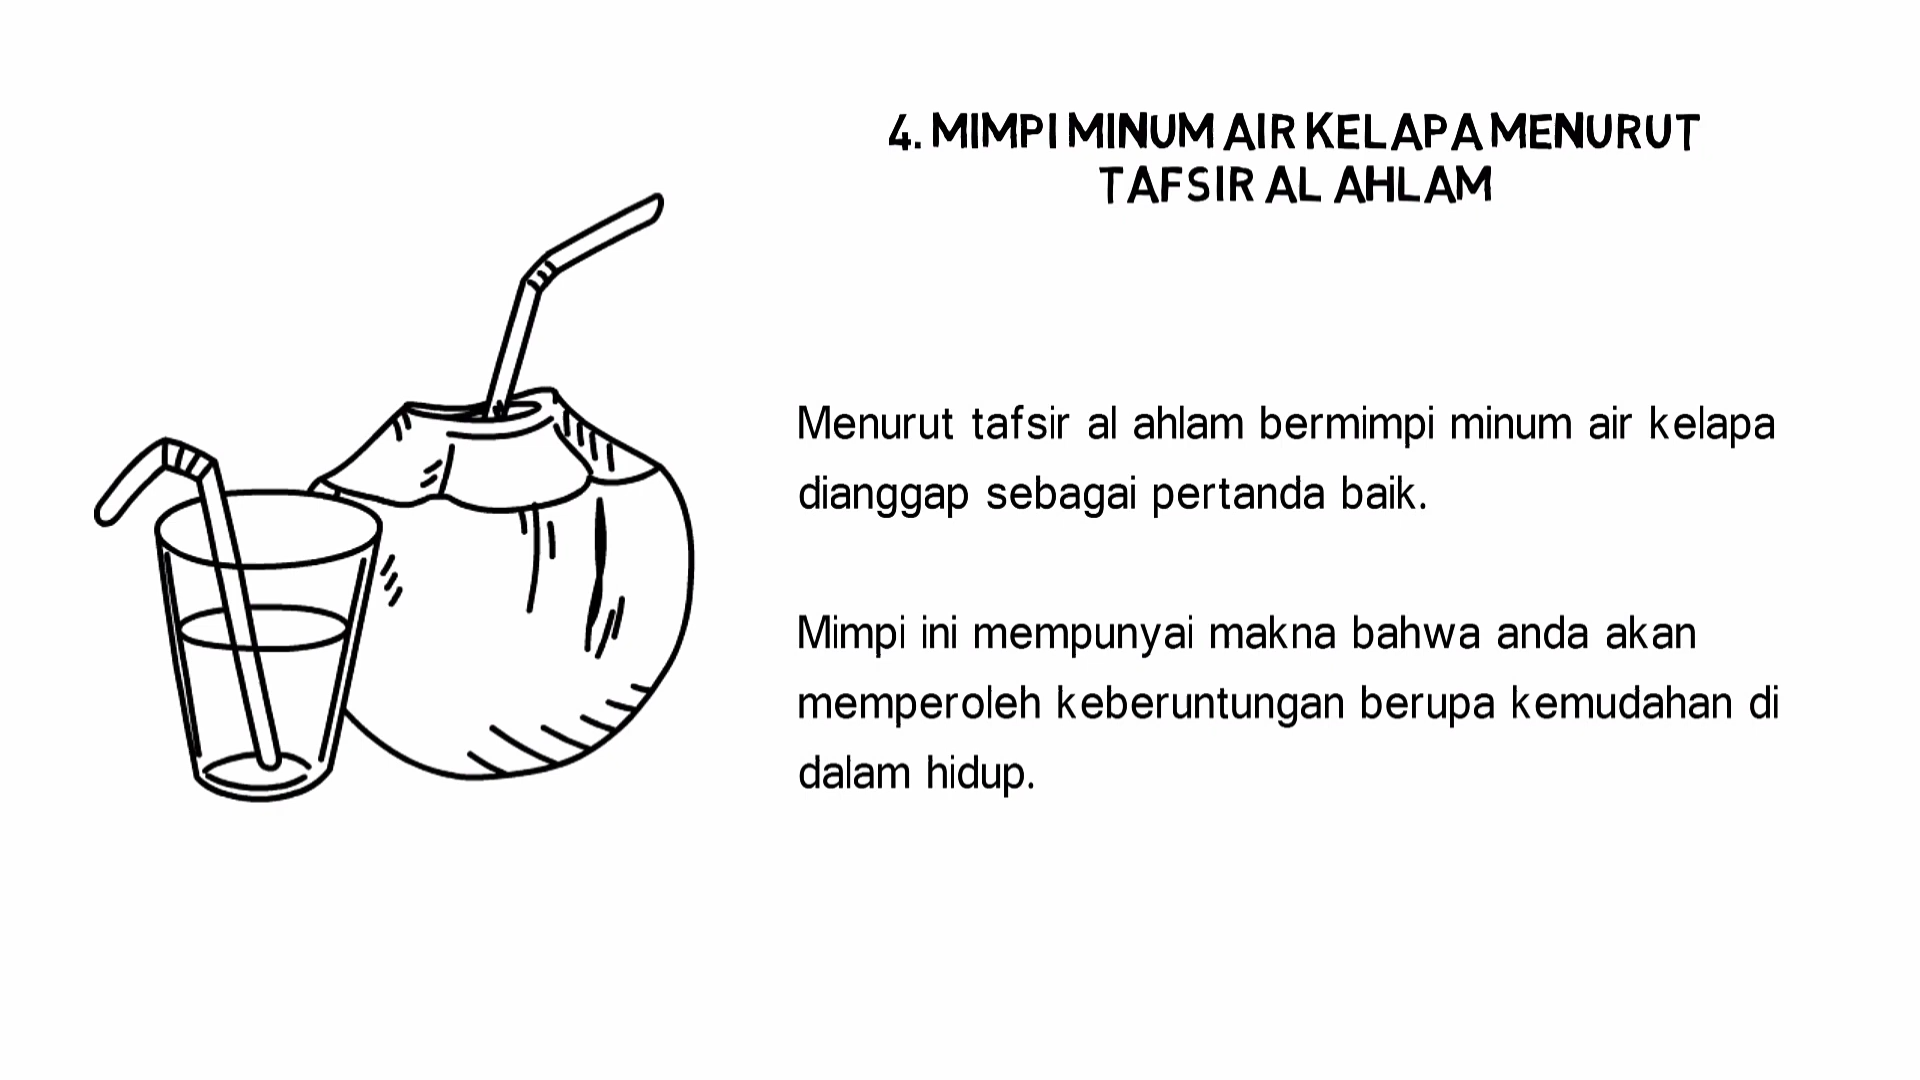 4. MIMPI MINUM AIR KELAPA MENURUT
TAFSIR AL AHLAM
Menurut tafsir al ahlam bermimpi minum air kelapa
dianggap sebagai pertanda baik.
Mimpi ini mempunyai makna bahwa anda akan
memperoleh keberuntungan berupa kemudahan di
dalam hidup.